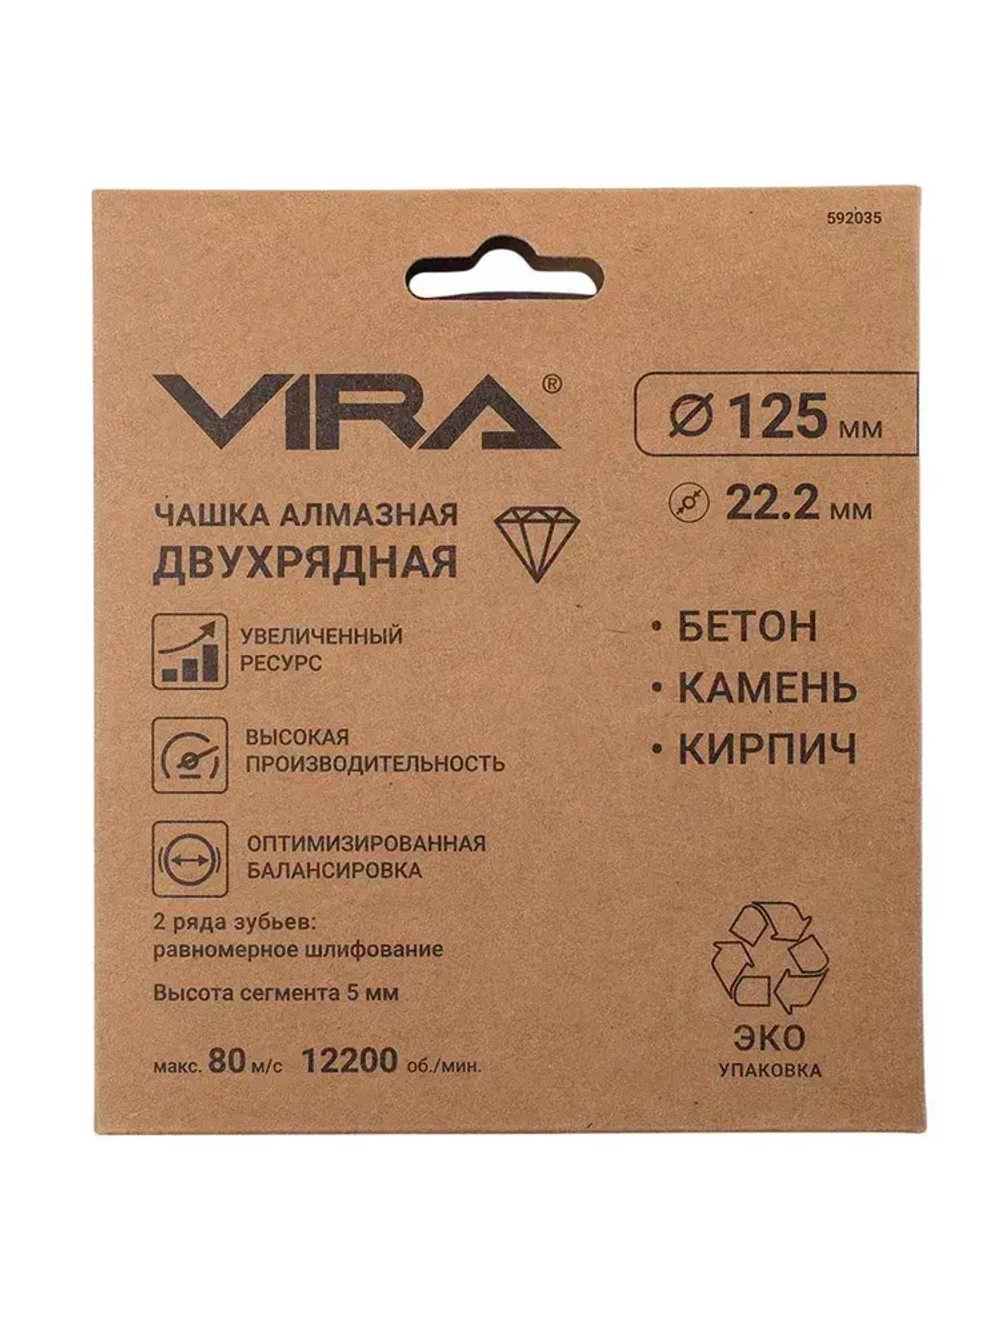 592035
VIRA®
Ø 125 мм
22.2 мм
ЧАШКА АЛМАЗНАЯ
ДВУХРЯДНАЯ
УВЕЛИЧЕННЫЙ
РЕСУРС
ВЫСОКАЯ
ПРОИЗВОДИТЕЛЬНОСТЬ
ОПТИМИЗИРОВАННАЯ
БАЛАНСИРОВКА
2 ряда зубьев:
равномерное шлифование
Высота сегмента 5 мм
макс. 80 м/с 12200 об./мин.
• БЕТОН
• КАМЕНЬ
• КИРПИЧ
ЭКО
УПАКОВКА